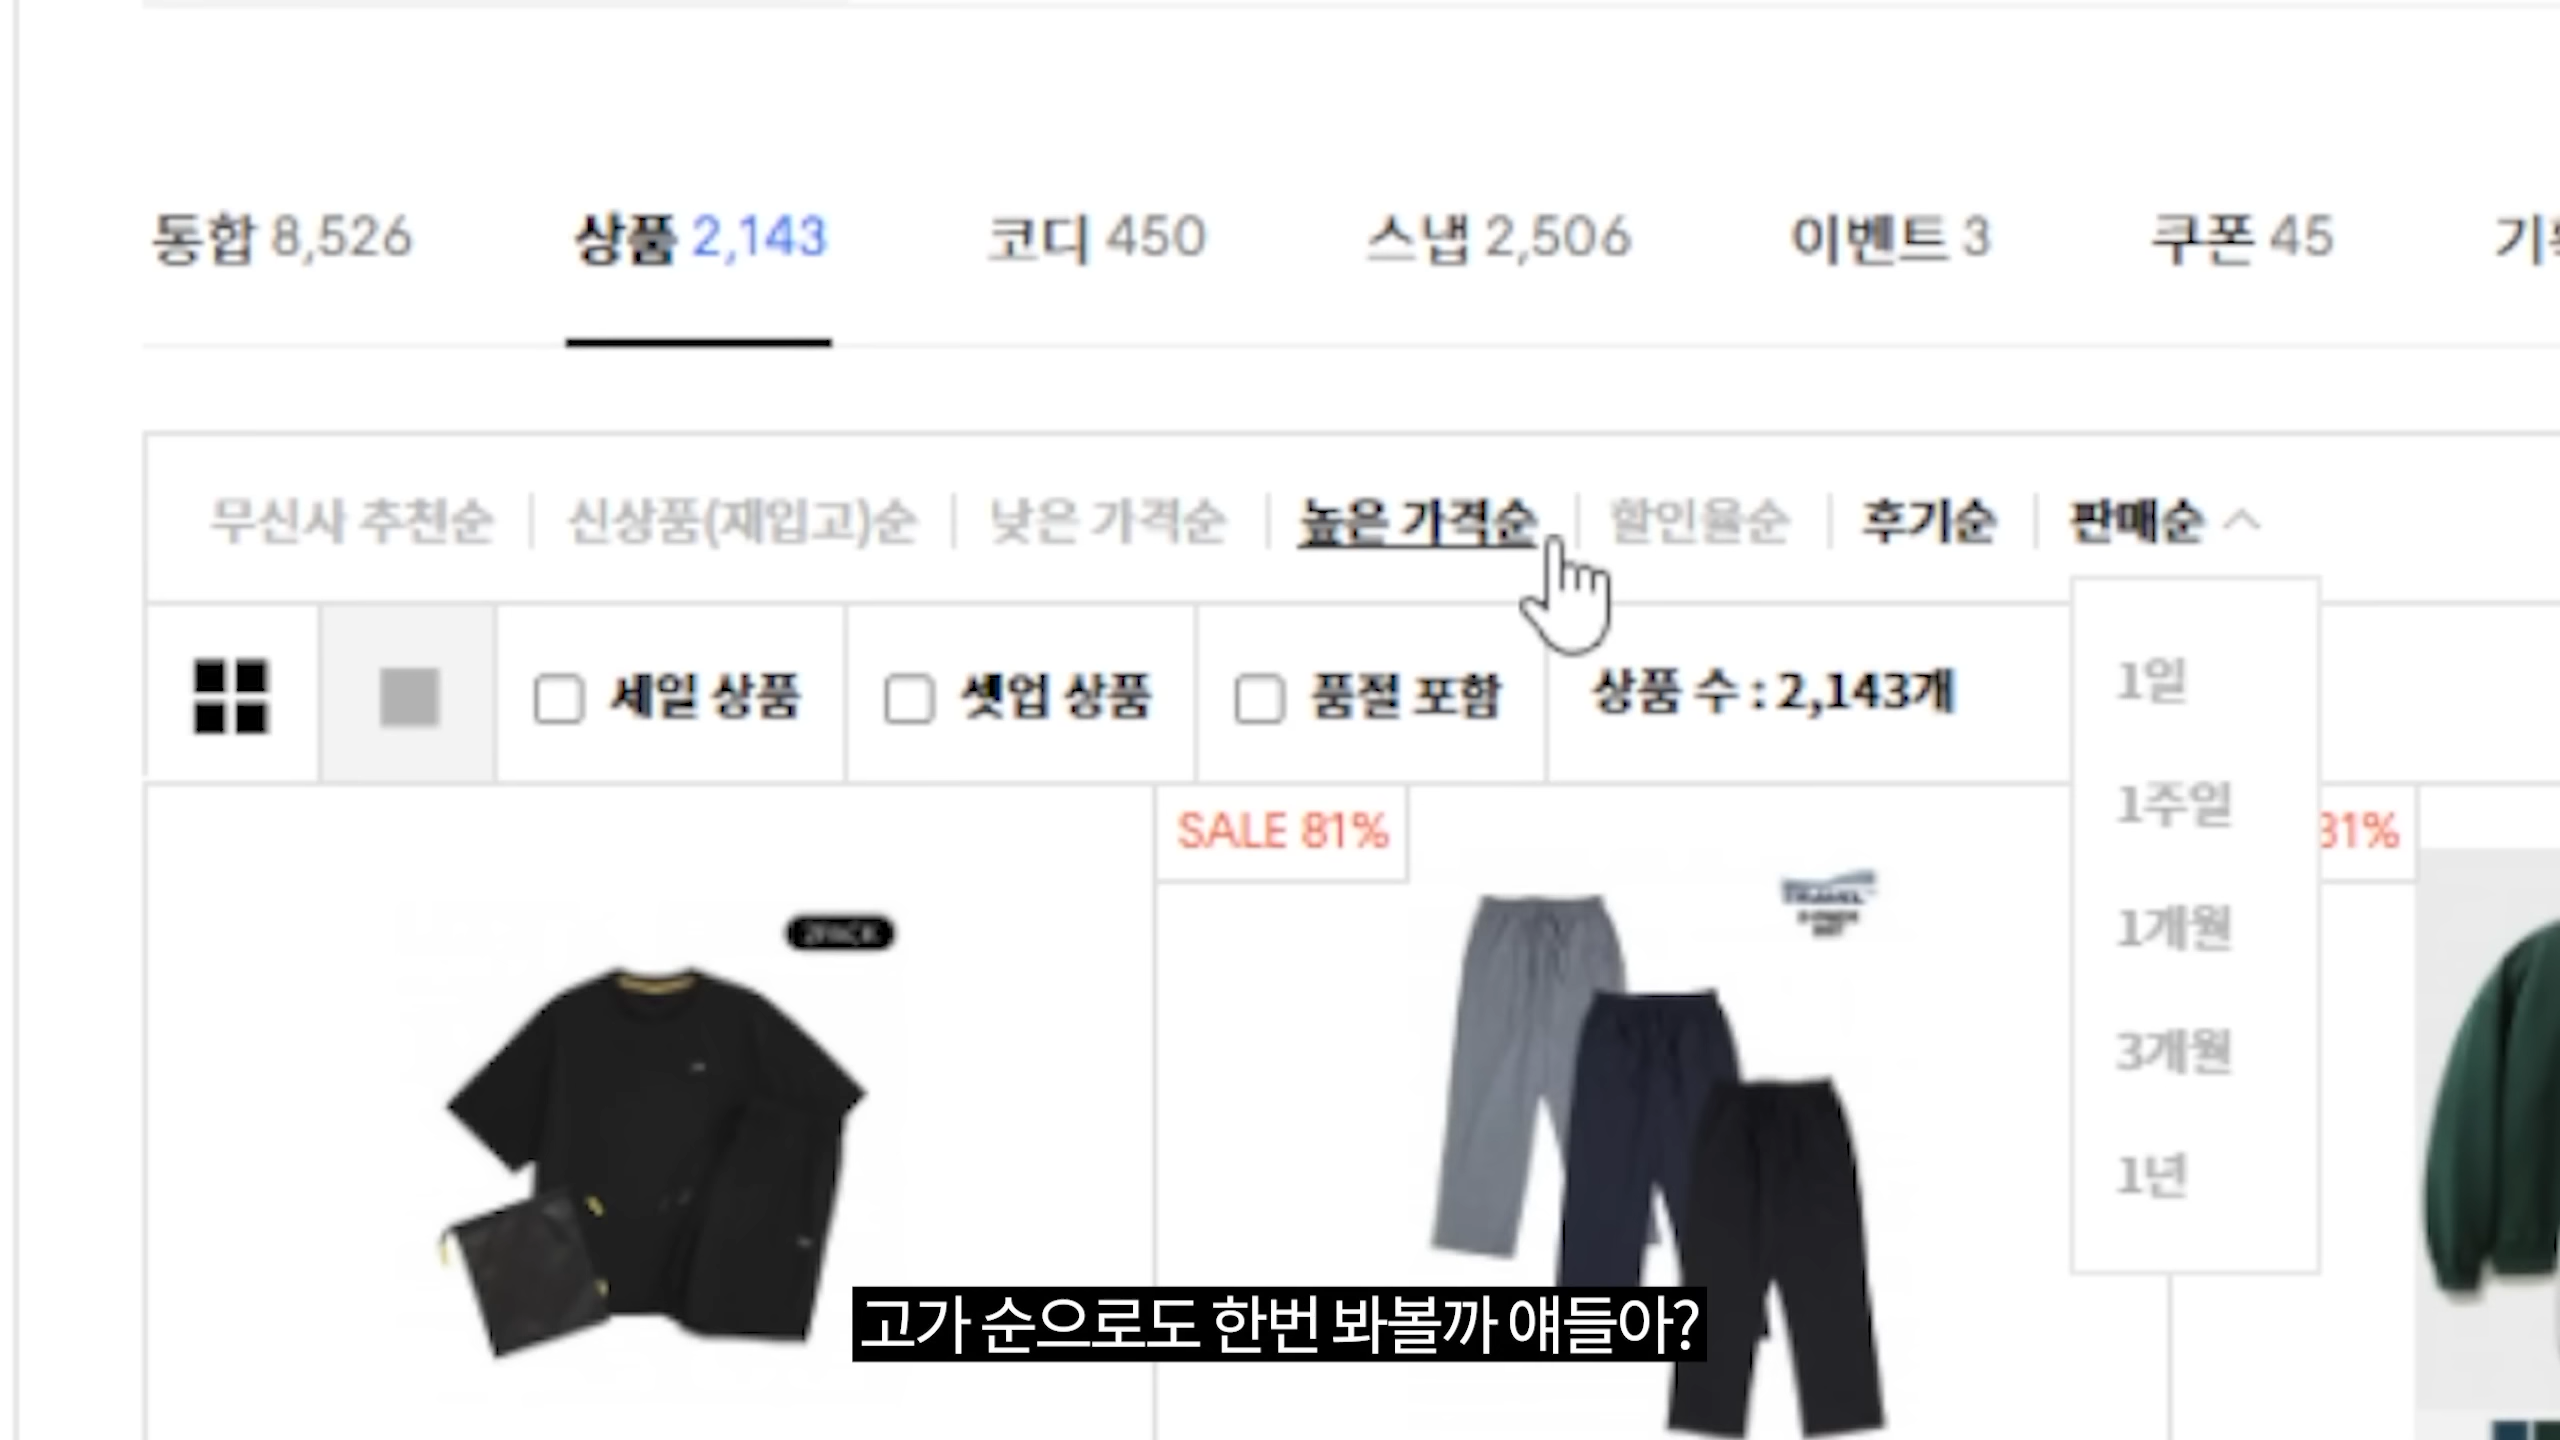 통합 8,526 상품 2,143 코디 450 스냅 2,506 이벤트 3 쿠폰 45
무신사 추천순 신상품(재입고)순 낮은 가격순 높은 가격순 할인율순 후기순 판매순
세일 상품 셋업 상품 품절 포함 상품 수 : 2,143개
1일
1주일
1개월
3개월
1년
SALE 81%
81%
2PACK
고가 순으로도 한번 봐볼까 얘들아?